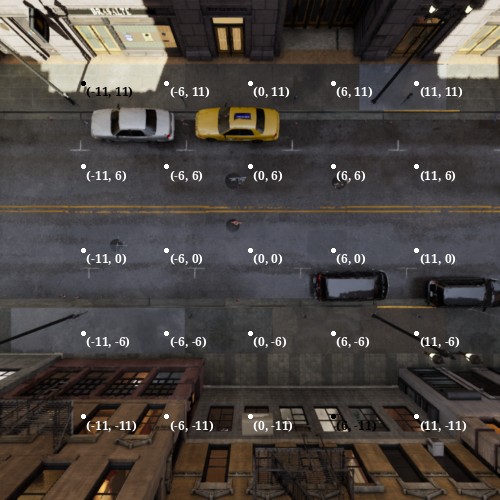 (-11, 11) (-6, 11) (0, 11) (6, 11) (11, 11)
(-11, 6) (-6, 6) (0, 6) (6, 6) (11, 6)
(-11, 0) (-6, 0) (0, 0) (6, 0) (11, 0)
(-11, -6) (-6, -6) (0, -6) (6, -6) (11, -6)
(-11, -11) (-6, -11) (0, -11) (6, -11) (11, -11)